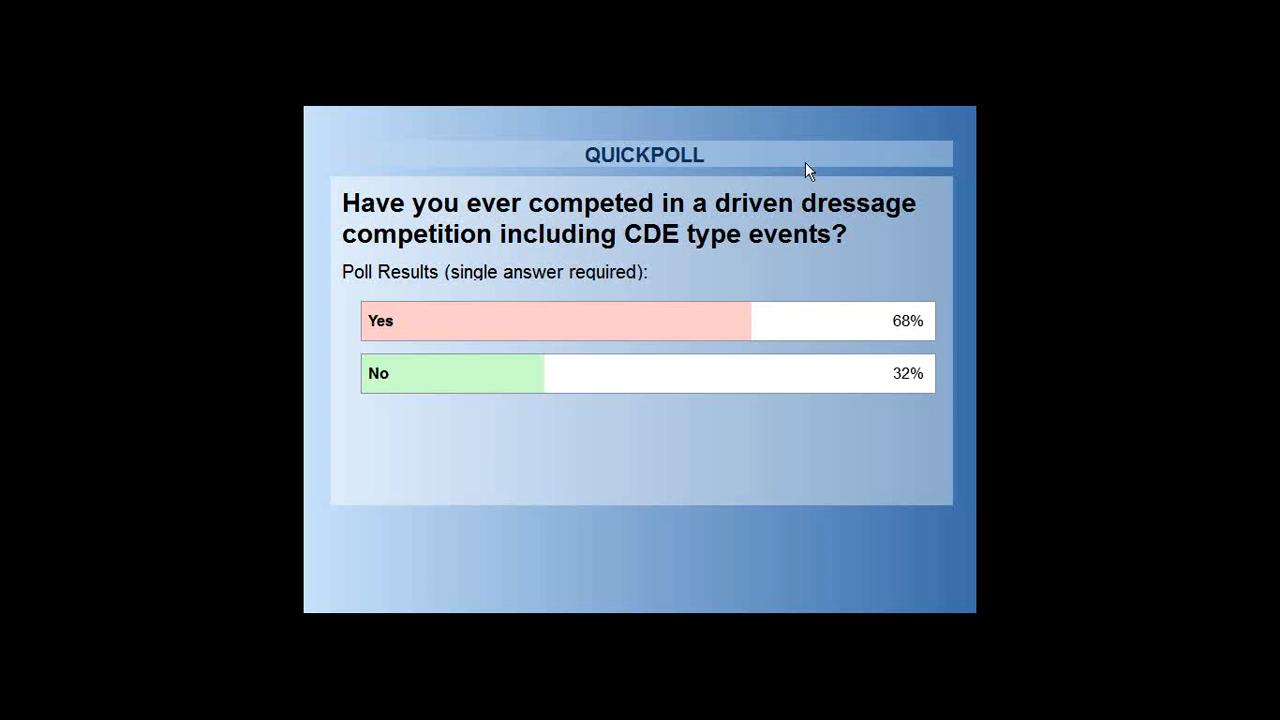 QUICKPOLL
Have you ever competed in a driven dressage
competition including CDE type events?
Poll Results (single answer required):
Yes 68%
No 32%